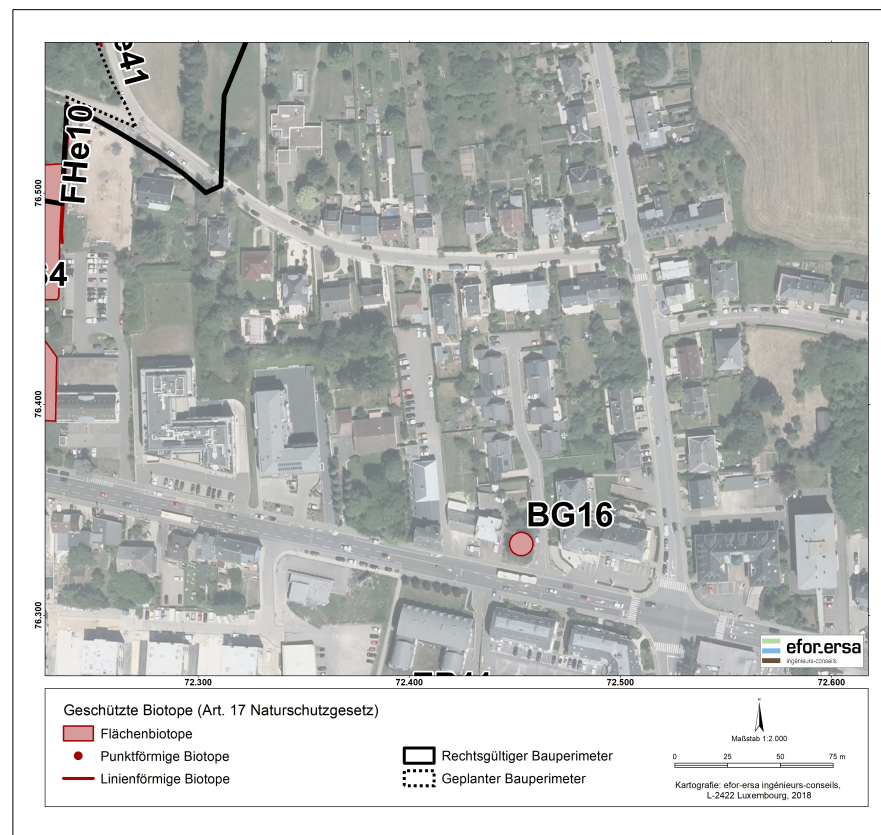 e41
FHe10
64
BG16
76.500
76.400
76.300
72.300
72.400
72.500
72.600
efor-ersa
ingénieurs-conseils
Geschützte Biotope (Art. 17 Naturschutzgesetz)
Flächenbiotope
Punktförmige Biotope
Linienförmige Biotope
Rechtsgültiger Bauperimeter
Geplanter Bauperimeter
N
Maßstab 1:2.000
0 25 50 75 m
Kartografie: efor-ersa ingénieurs-conseils,
L-2422 Luxembourg, 2018